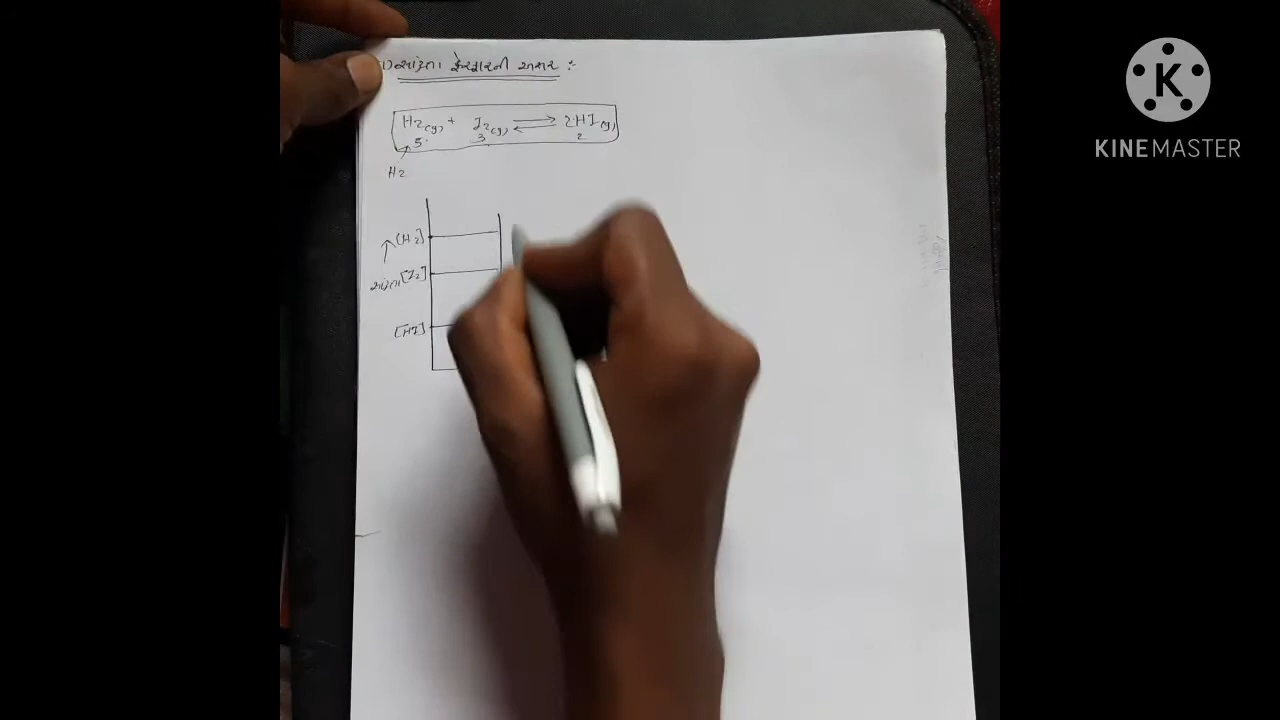 સાંદ્રતા ફેરફારની અસર :-
H2(g) + I2(g) ⇌ 2HI(g)
5 3 2
H2
[H2]
સાંદ્રતા [I2]
[HI]
K
KINEMASTER